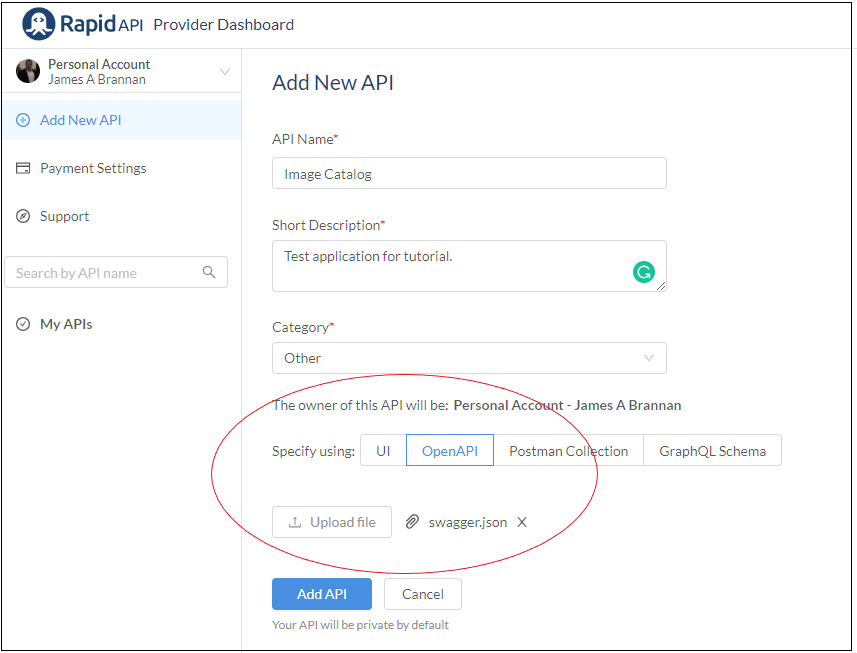 Rapid API Provider Dashboard
Personal Account
James A Brannan
Add New API
Payment Settings
Support
Search by API name
My APIs
Add New API
API Name*
Image Catalog
Short Description*
Test application for tutorial.
Category*
Other
The owner of this API will be: Personal Account - James A Brannan
Specify using: UI OpenAPI Postman Collection GraphQL Schema
Upload file swagger.json X
Add API Cancel
Your API will be private by default